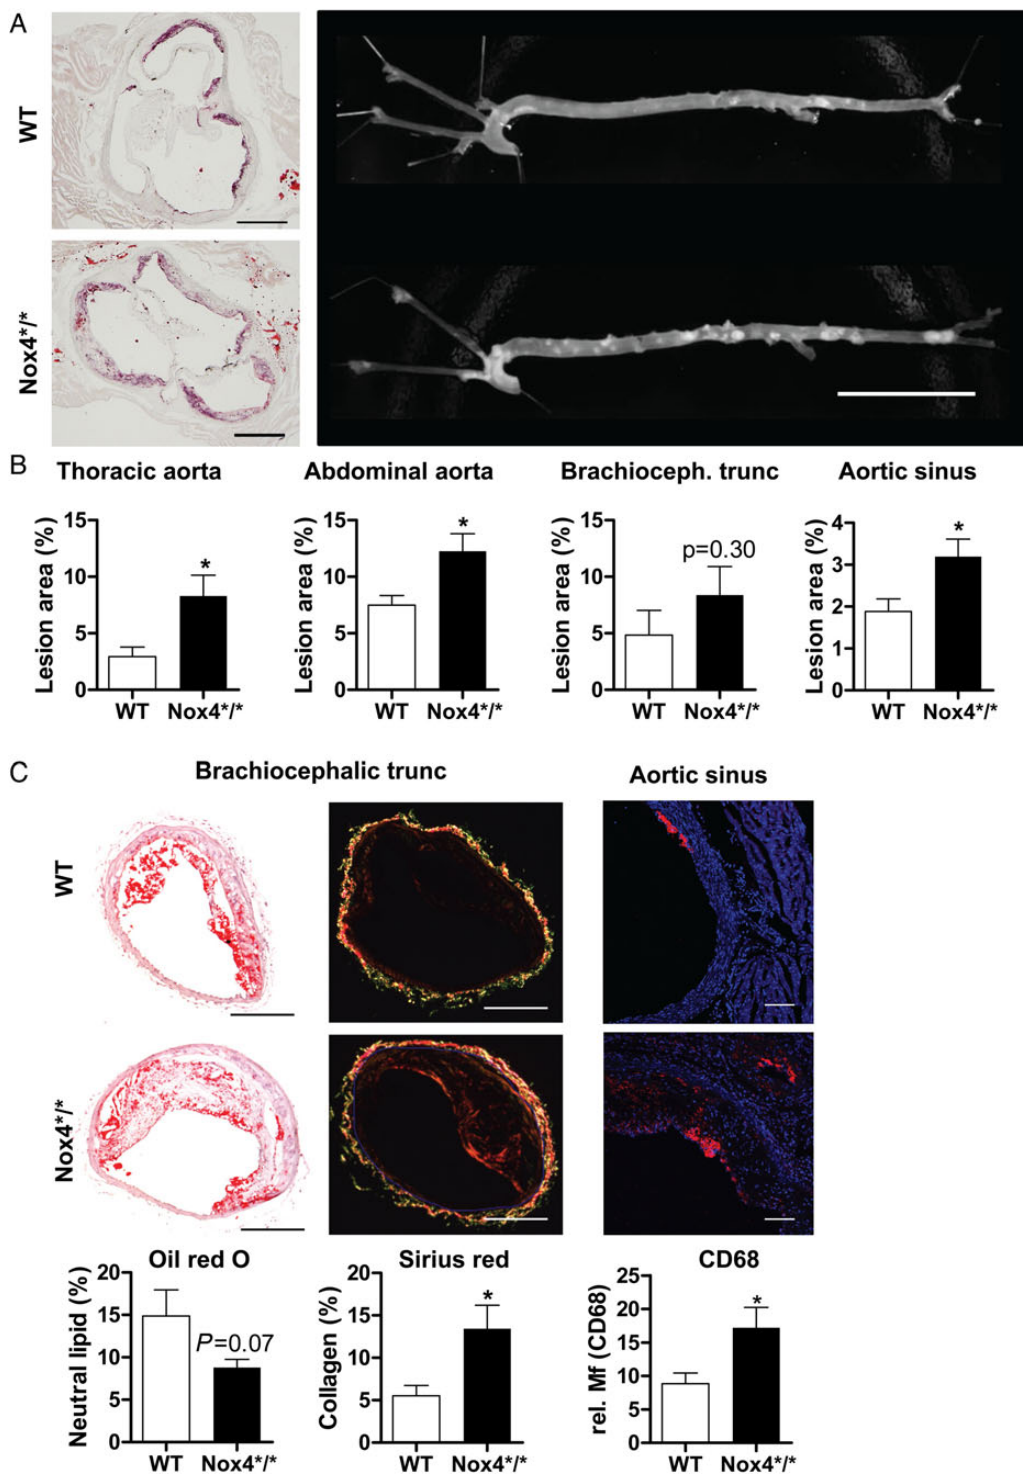 A
WT
Nox4*/*
B
Thoracic aorta
Abdominal aorta
Brachioceph. trunc
Aortic sinus
Lesion area (%)
15
10
5
0
*
WT Nox4*/*
Lesion area (%)
15
10
5
0
*
WT Nox4*/*
Lesion area (%)
15
10
5
0
p=0.30
WT Nox4*/*
Lesion area (%)
4
3
2
1
0
*
WT Nox4*/*
C
Brachiocephalic trunc
Aortic sinus
WT
Nox4*/*
Oil red O
Neutral lipid (%)
20
15
10
5
0
P=0.07
WT Nox4*/*
Sirius red
Collagen (%)
20
15
10
5
0
*
WT Nox4*/*
CD68
rel. Mf (CD68)
25
20
15
10
5
0
*
WT Nox4*/*